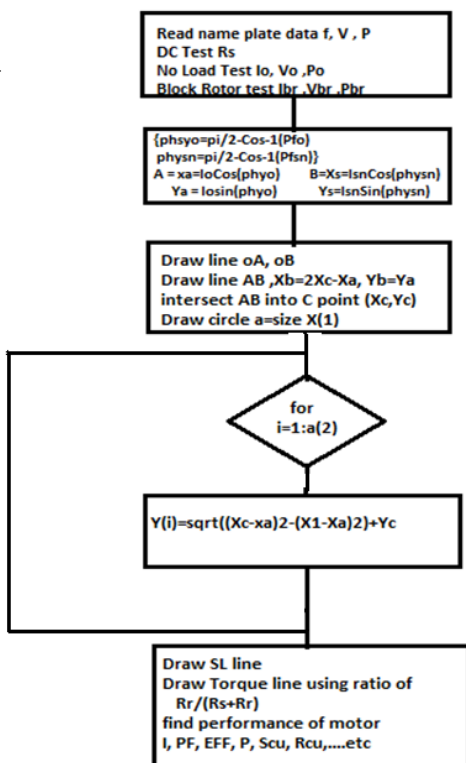 Read name plate data f, V , P
DC Test Rs
No Load Test Io, Vo ,Po
Block Rotor test Ibr ,Vbr ,Pbr
{phsyo=pi/2-Cos-1(Pfo)
physn=pi/2-Cos-1(Pfsn)}
A = xa=IoCos(phyo) B=Xs=IsnCos(physn)
Ya = Iosin(phyo) Ys=IsnSin(physn)
Draw line oA, oB
Draw line AB ,Xb=2Xc-Xa, Yb=Ya
intersect AB into C point (Xc,Yc)
Draw circle a=size X(1)
for
i=1:a(2)
Y(i)=sqrt((Xc-xa)2-(X1-Xa)2)+Yc
Draw SL line
Draw Torque line using ratio of
Rr/(Rs+Rr)
find performance of motor
I, PF, EFF, P, Scu, Rcu,....etc